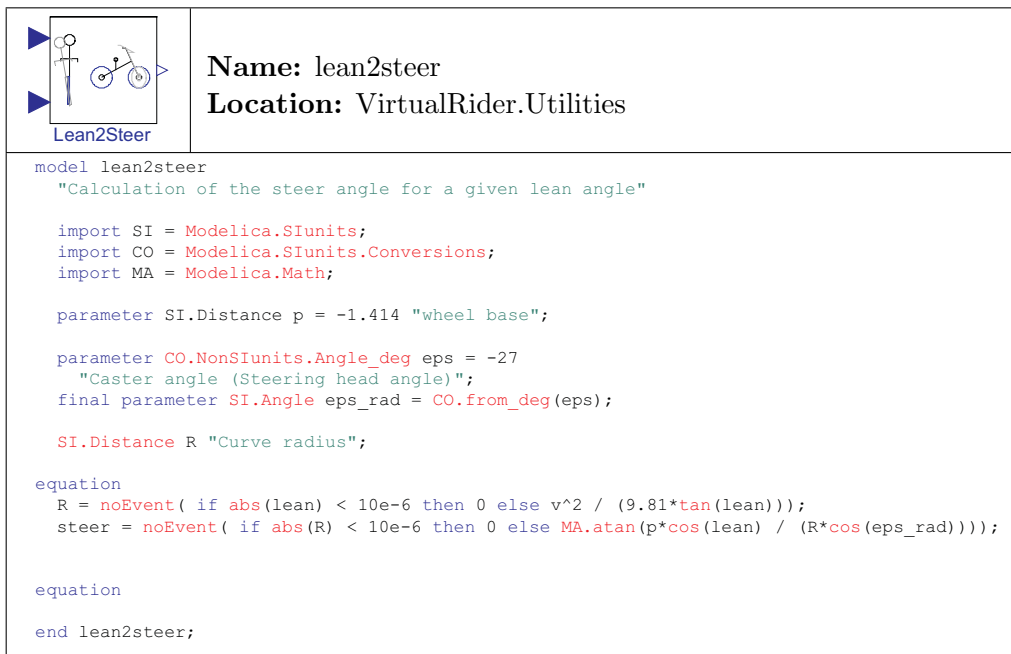 Lean2Steer
Name: lean2steer
Location: VirtualRider.Utilities
model lean2steer
"Calculation of the steer angle for a given lean angle"
import SI = Modelica.SIunits;
import CO = Modelica.SIunits.Conversions;
import MA = Modelica.Math;
parameter SI.Distance p = -1.414 "wheel base";
parameter CO.NonSIunits.Angle_deg eps = -27
"Caster angle (Steering head angle)";
final parameter SI.Angle eps_rad = CO.from_deg(eps);
SI.Distance R "Curve radius";
equation
R = noEvent( if abs(lean) < 10e-6 then 0 else v^2 / (9.81*tan(lean)));
steer = noEvent( if abs(R) < 10e-6 then 0 else MA.atan(p*cos(lean) / (R*cos(eps_rad))));
equation
end lean2steer;